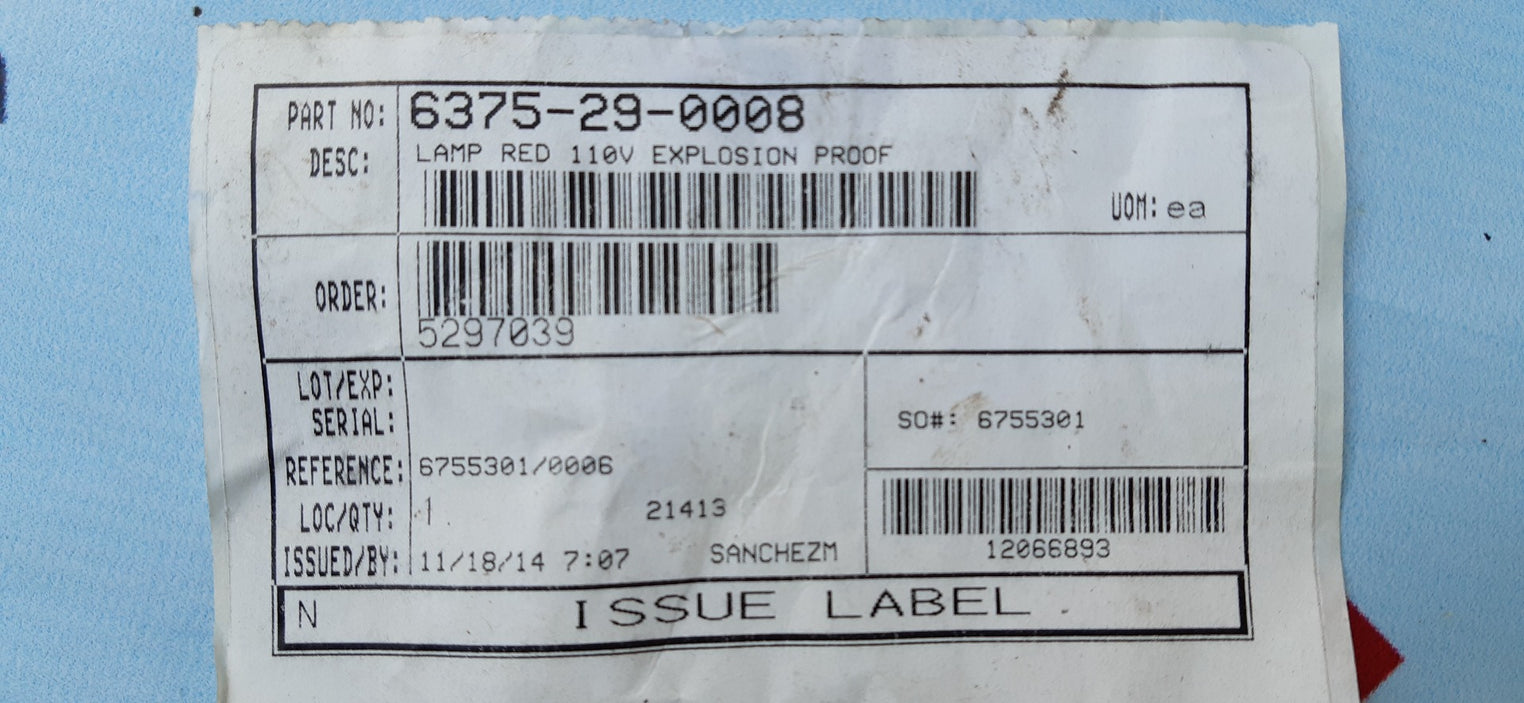 PART NO: 6375-29-0008
DESC: LAMP RED 110V EXPLOSION PROOF
UOM: ea
ORDER:
5297039
LOT/EXP:
SERIAL:
SO#: 6755301
REFERENCE: 6755301/0006
LOC/QTY: 1 21413
12066893
ISSUED/BY: 11/18/14 7:07 SANCHEZM
N ISSUE LABEL